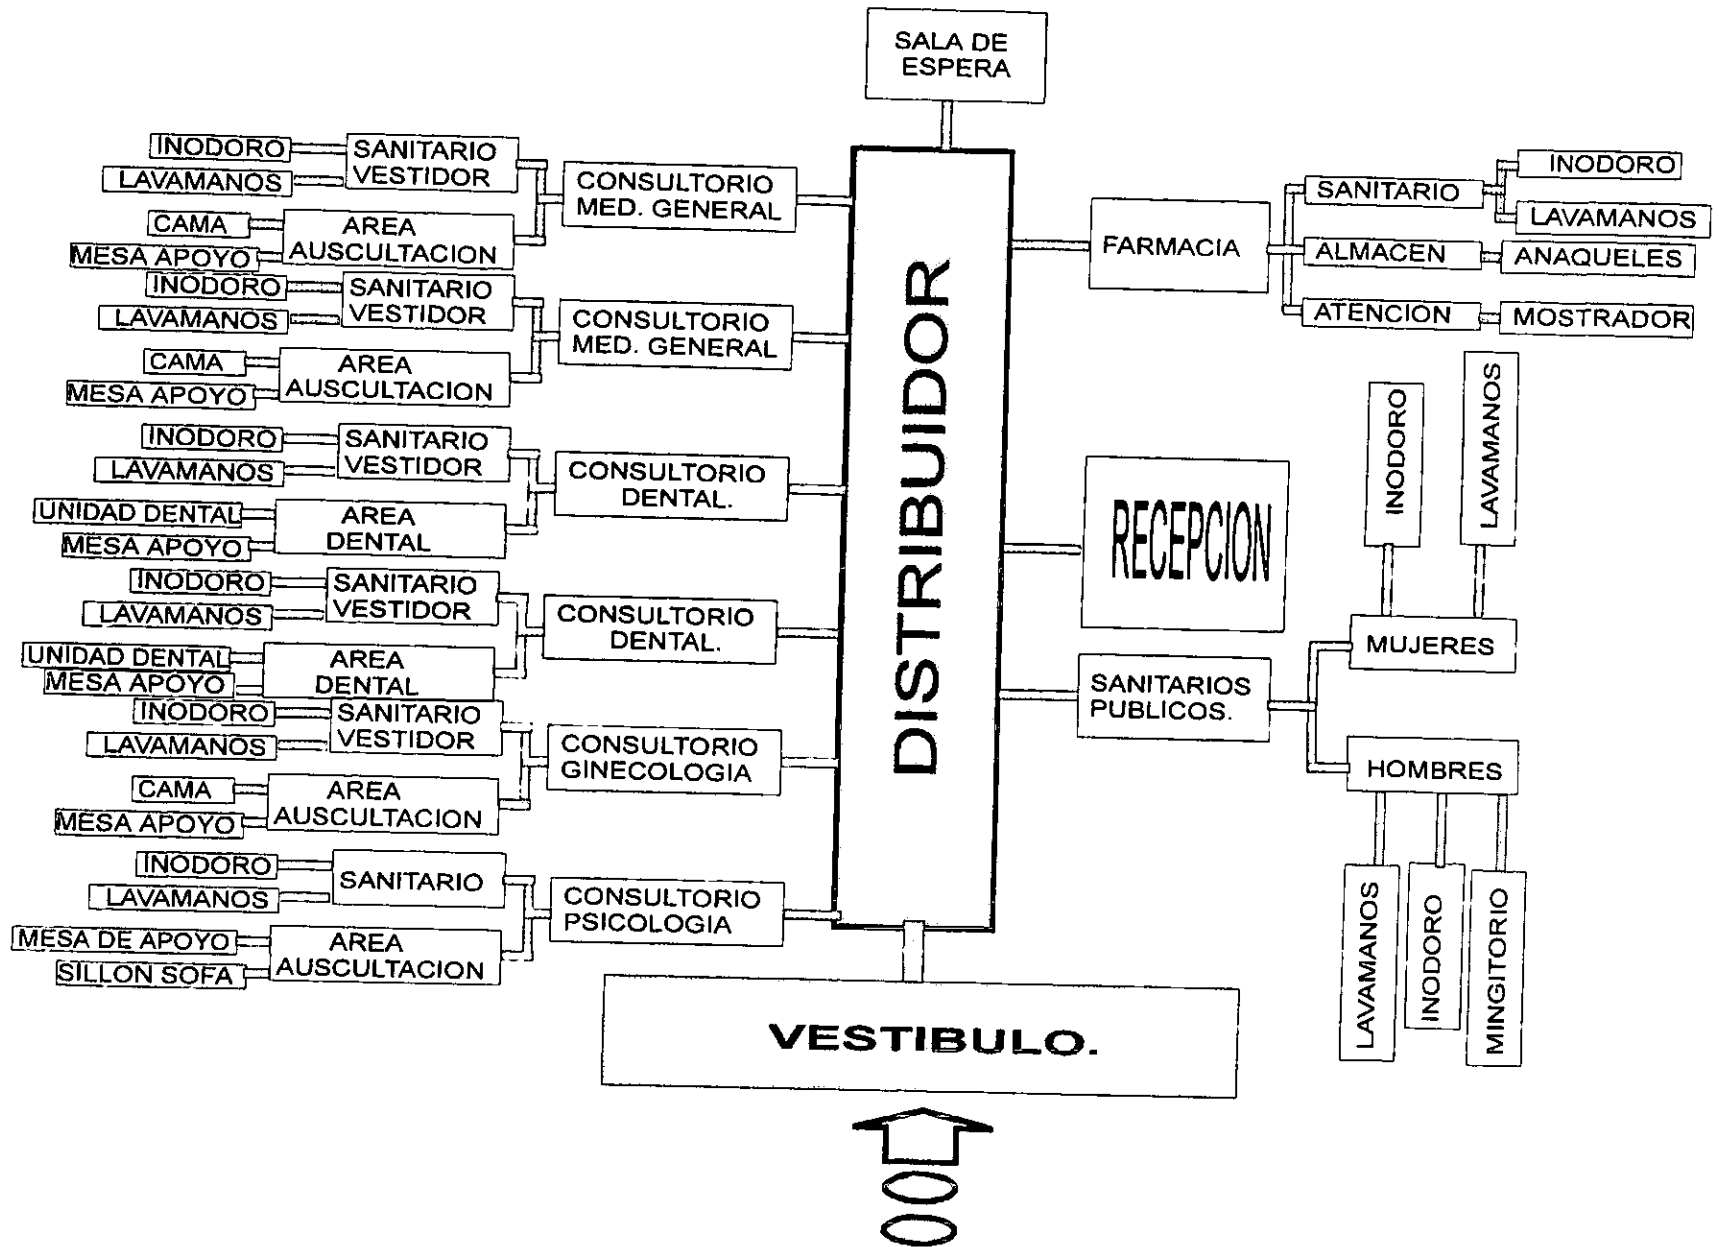 SALA DE
ESPERA
INODORO
SANITARIO
VESTIDOR
LAVAMANOS
CAMA
AREA
AUSCULTACION
MESA APOYO
CONSULTORIO
MED. GENERAL
INODORO
SANITARIO
VESTIDOR
LAVAMANOS
CAMA
AREA
AUSCULTACION
MESA APOYO
CONSULTORIO
MED. GENERAL
INODORO
SANITARIO
VESTIDOR
LAVAMANOS
UNIDAD DENTAL
AREA
DENTAL
MESA APOYO
CONSULTORIO
DENTAL.
INODORO
SANITARIO
VESTIDOR
LAVAMANOS
UNIDAD DENTAL
AREA
DENTAL
MESA APOYO
CONSULTORIO
DENTAL.
INODORO
SANITARIO
VESTIDOR
LAVAMANOS
CAMA
AREA
AUSCULTACION
MESA APOYO
CONSULTORIO
GINECOLOGIA
INODORO
SANITARIO
LAVAMANOS
MESA DE APOYO
AREA
AUSCULTACION
SILLON SOFA
CONSULTORIO
PSICOLOGIA
DISTRIBUIDOR
FARMACIA
SANITARIO
INODORO
LAVAMANOS
ALMACEN
ANAQUELES
ATENCION
MOSTRADOR
RECEPCION
SANITARIOS
PUBLICOS.
INODORO
LAVAMANOS
MUJERES
HOMBRES
LAVAMANOS
INODORO
MINGITORIO
VESTIBULO.